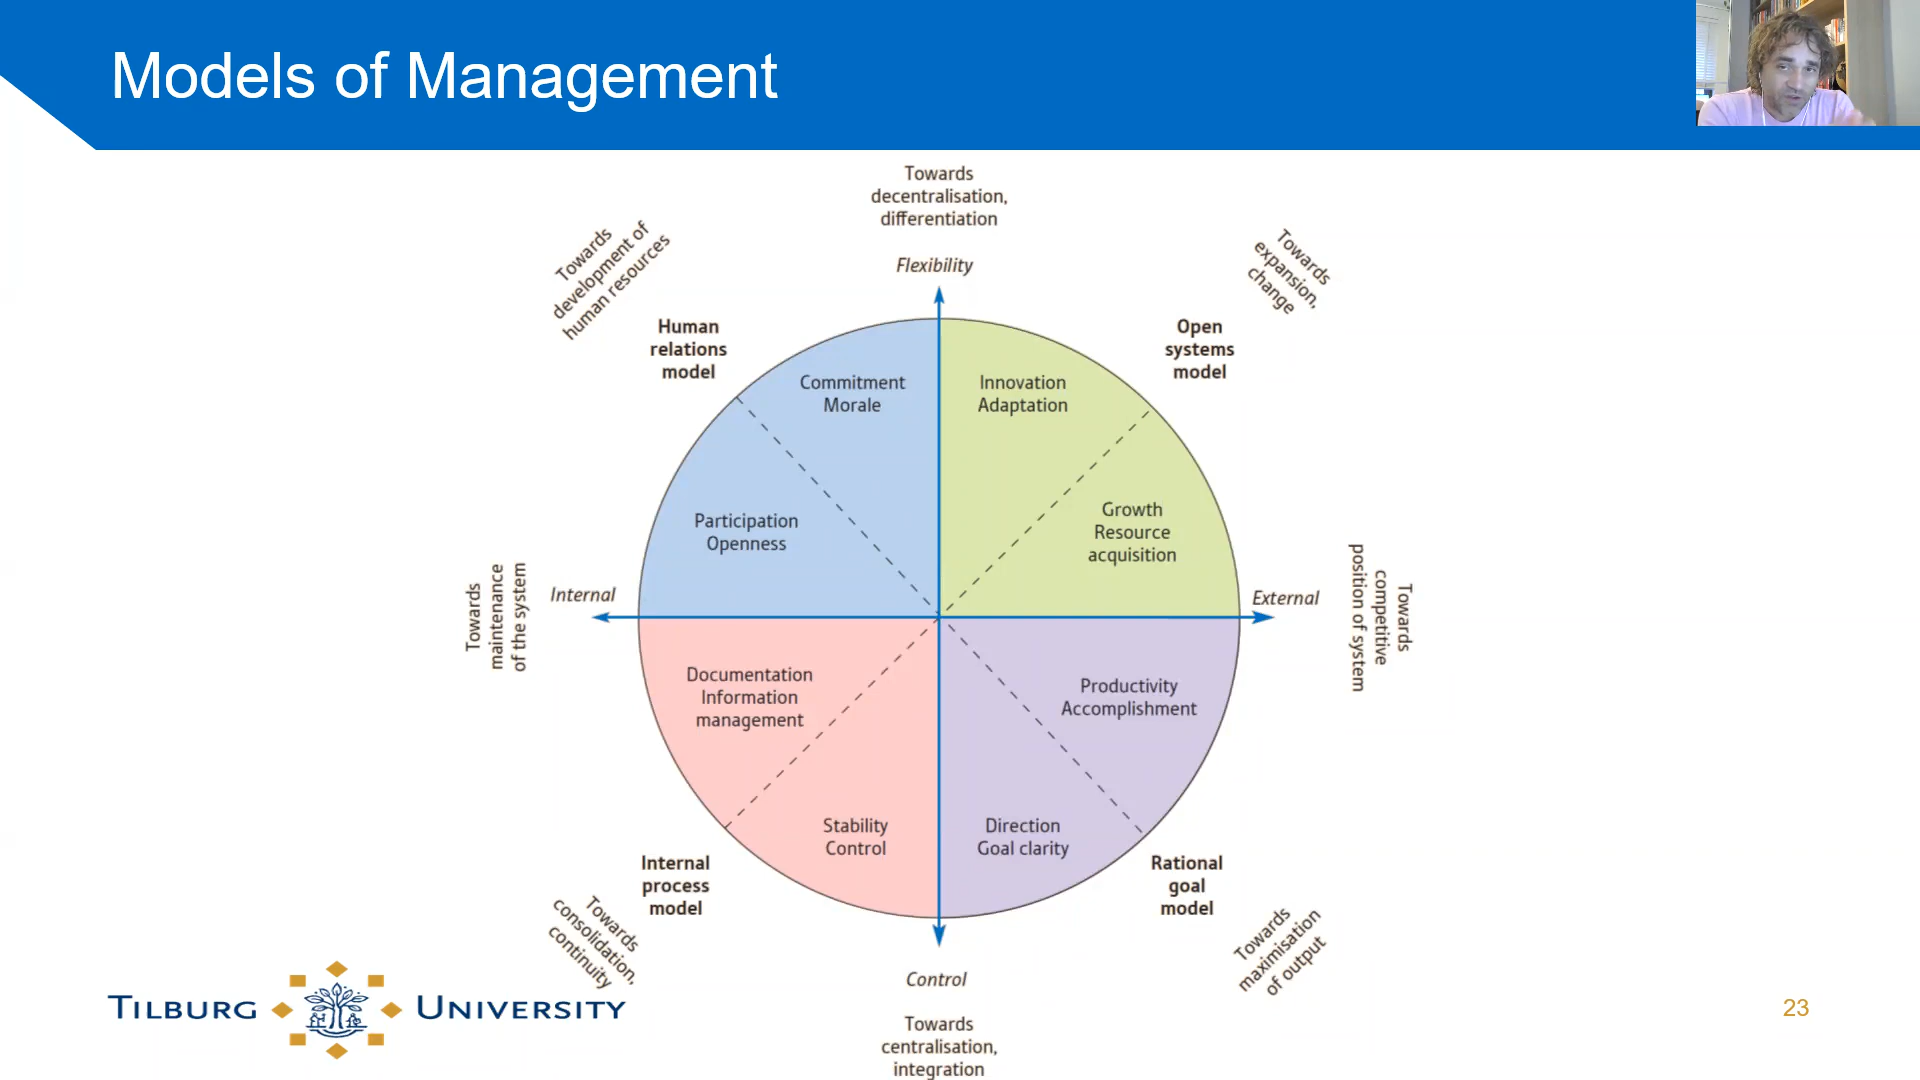 Models of Management
Towards
decentralisation,
differentiation
Flexibility
Towards
development of
human resources
Towards
expansion,
change
Human
relations
model
Open
systems
model
Commitment
Morale
Innovation
Adaptation
Participation
Openness
Growth
Resource
acquisition
Towards
maintenance
of the system
Internal
External
Towards
competitive
position of system
Documentation
Information
management
Productivity
Accomplishment
Stability
Control
Direction
Goal clarity
Internal
process
model
Rational
goal
model
Towards
consolidation,
continuity
Towards
maximisation
of output
Control
Towards
centralisation,
integration
TILBURG UNIVERSITY
23